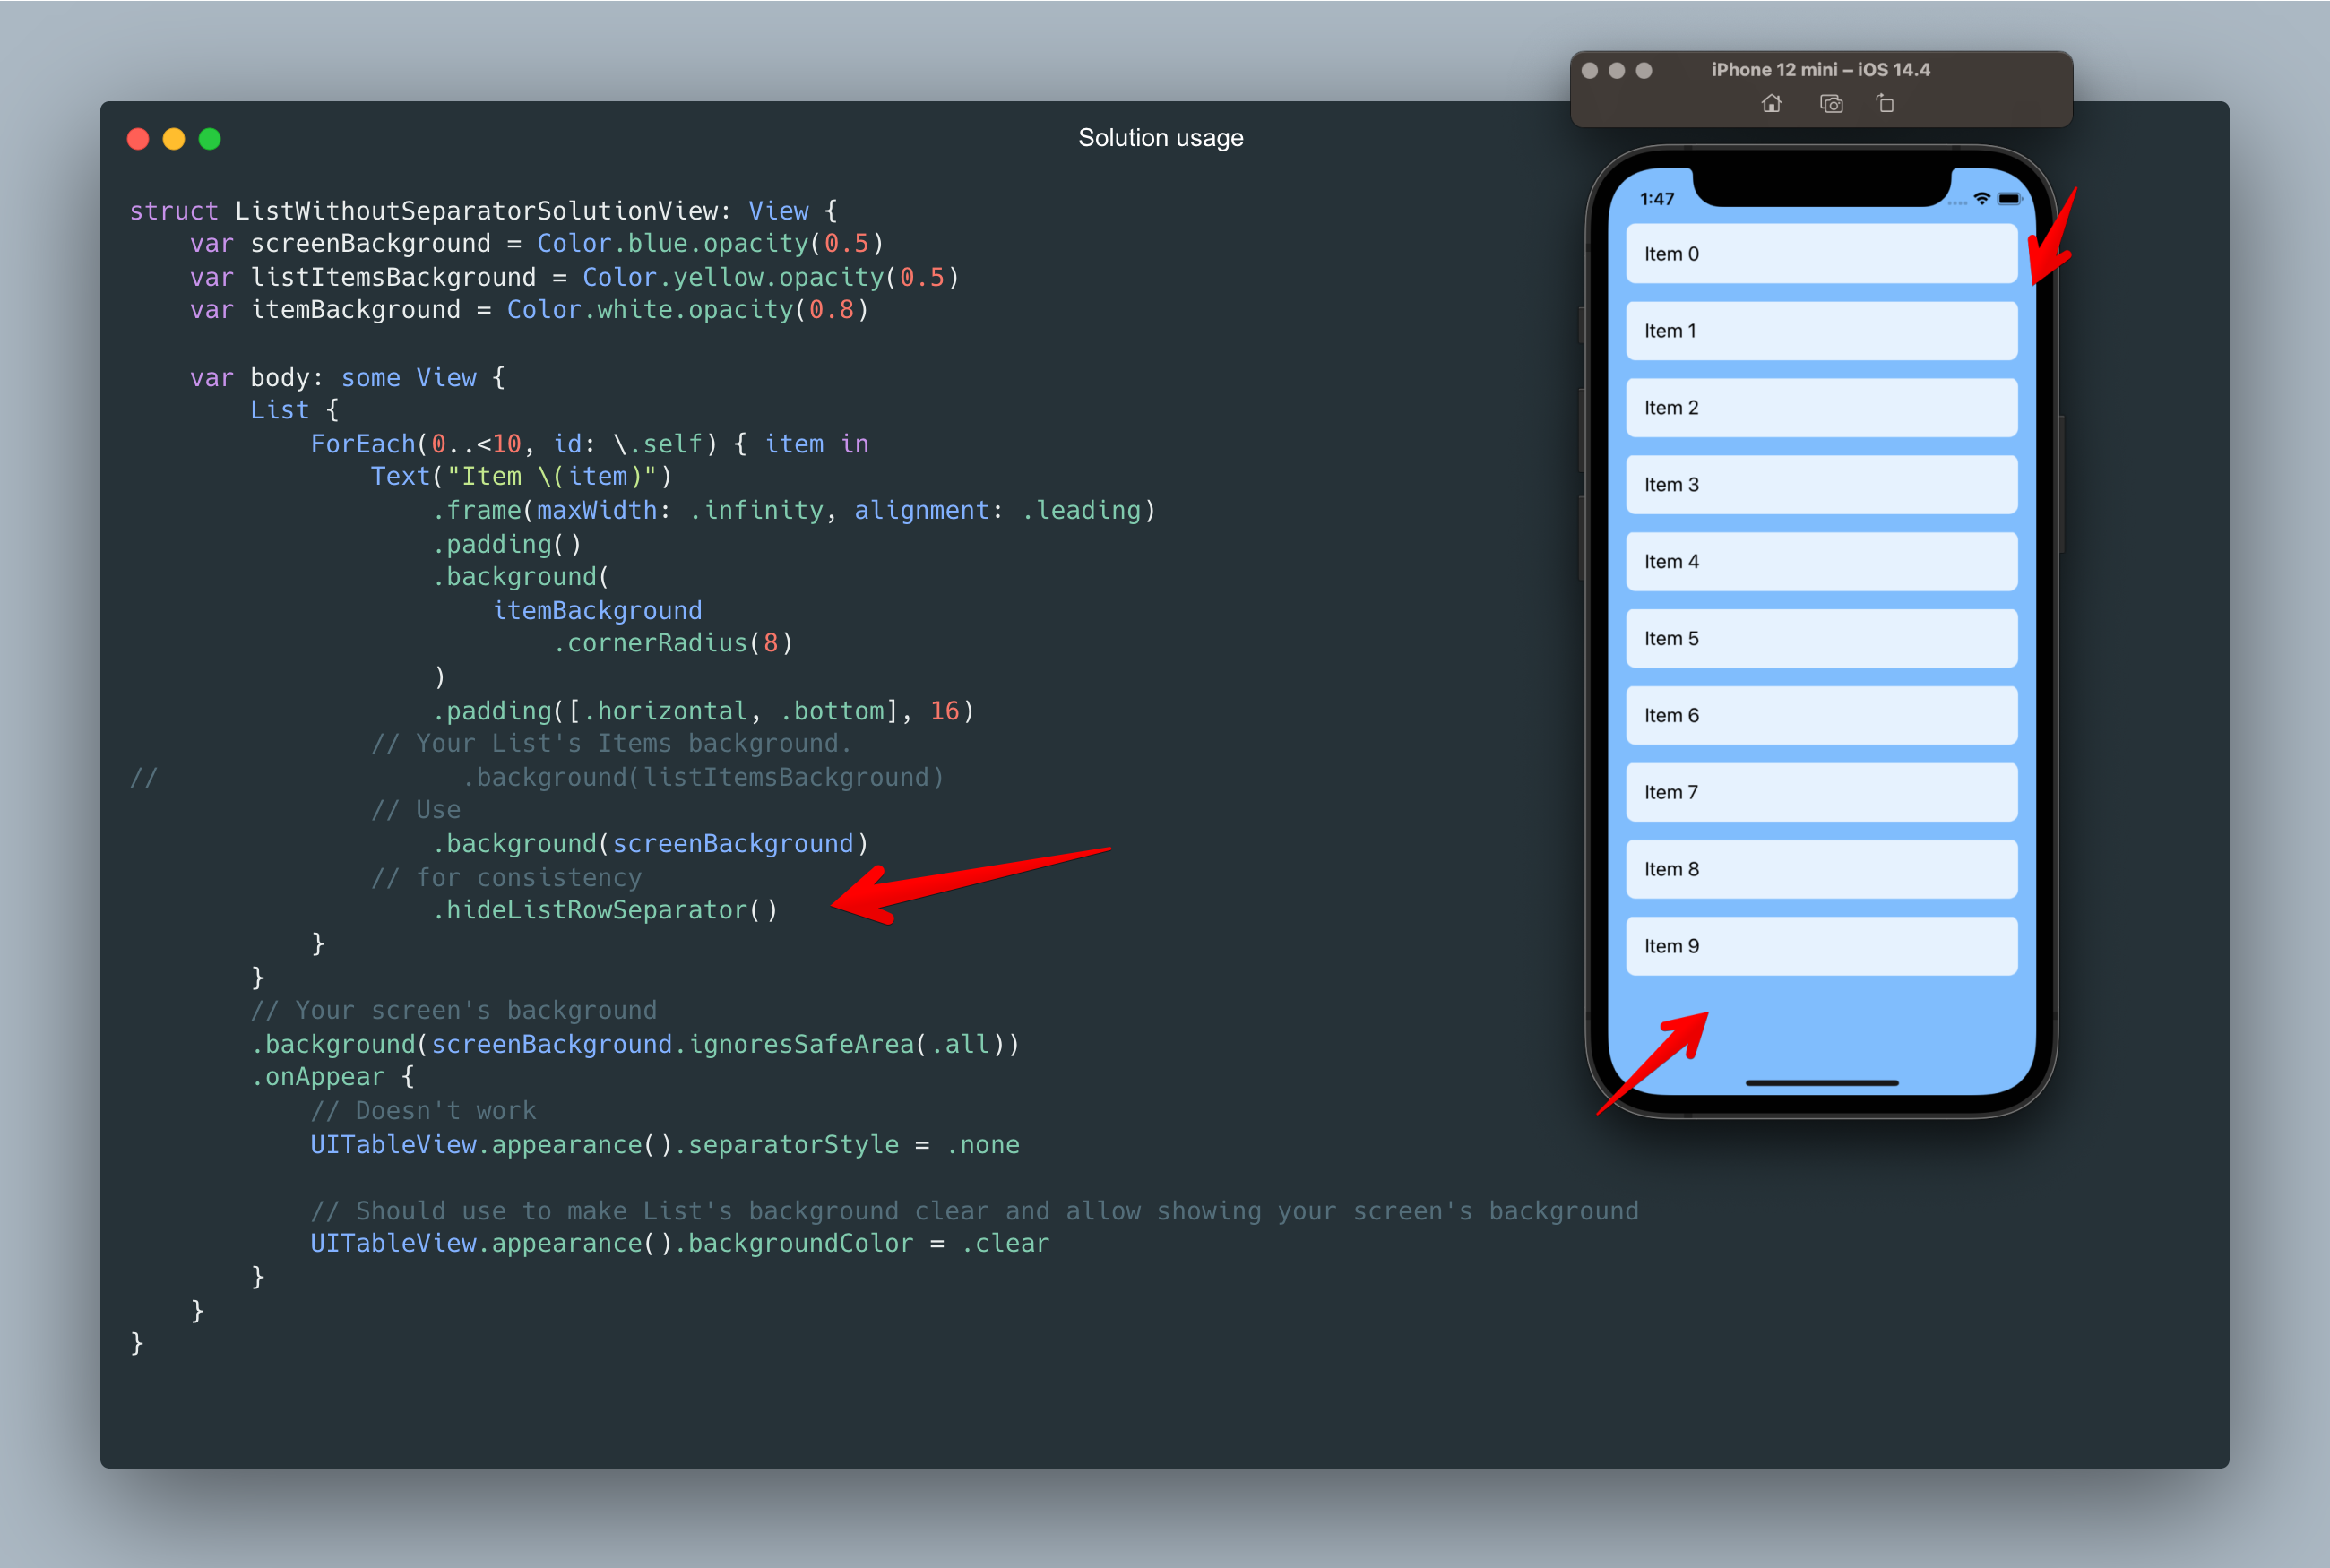 iPhone 12 mini – iOS 14.4
Solution usage
struct ListWithoutSeparatorSolutionView: View {
    var screenBackground = Color.blue.opacity(0.5)
    var listItemsBackground = Color.yellow.opacity(0.5)
    var itemBackground = Color.white.opacity(0.8)
    var body: some View {
        List {
            ForEach(0..<10, id: \.self) { item in
                Text("Item \(item)")
                    .frame(maxWidth: .infinity, alignment: .leading)
                    .padding()
                    .background(
                        itemBackground
                            .cornerRadius(8)
                    )
                    .padding([.horizontal, .bottom], 16)
                // Your List's Items background.
//                    .background(listItemsBackground)
                // Use
                    .background(screenBackground)
                // for consistency
                    .hideListRowSeparator()
            }
        }
        // Your screen's background
        .background(screenBackground.ignoresSafeArea(.all))
        .onAppear {
            // Doesn't work
            UITableView.appearance().separatorStyle = .none
            // Should use to make List's background clear and allow showing your screen's background
            UITableView.appearance().backgroundColor = .clear
        }
    }
}
1:47
Item 0
Item 1
Item 2
Item 3
Item 4
Item 5
Item 6
Item 7
Item 8
Item 9